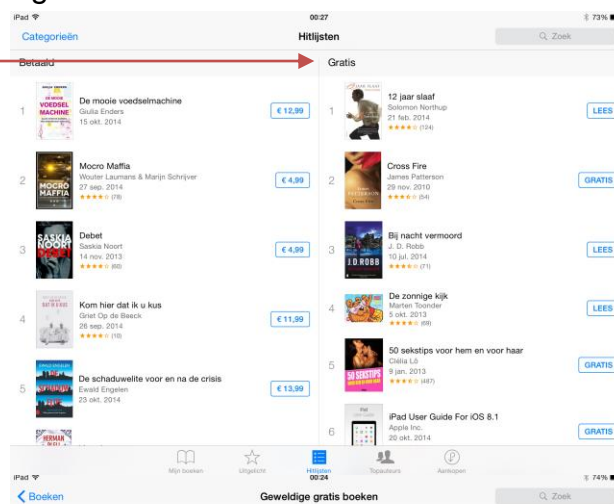 iPad 00:27 73%
Categorieën Hitlijsten Zoek
Betaald
1
De mooie voedselmachine
Giulia Enders
15 okt. 2014
€ 12,99
2
Mocro Maffia
Wouter Laumans & Marijn Schrijver
27 sep. 2014
(78)
€ 4,99
3
Debet
Saskia Noort
14 nov. 2013
(60)
€ 4,99
4
Kom hier dat ik u kus
Griet Op de Beeck
26 sep. 2014
(10)
€ 11,99
5
De schaduwelite voor en na de crisis
Ewald Engelen
23 okt. 2014
€ 13,99
Gratis
1
12 jaar slaaf
Solomon Northup
21 feb. 2014
(124)
LEES
2
Cross Fire
James Patterson
29 nov. 2010
(54)
GRATIS
3
Bij nacht vermoord
J. D. Robb
10 jul. 2014
(71)
LEES
4
De zonnige kijk
Marten Toonder
5 okt. 2013
(69)
LEES
5
50 sekstips voor hem en voor haar
Clélia Lô
9 jan. 2013
(487)
GRATIS
6
iPad User Guide For iOS 8.1
Apple Inc.
20 okt. 2014
GRATIS
Mijn boeken Uitgelicht Hitlijsten Topauteurs Aankopen
iPad 00:24 74%
Boeken Geweldige gratis boeken Zoek